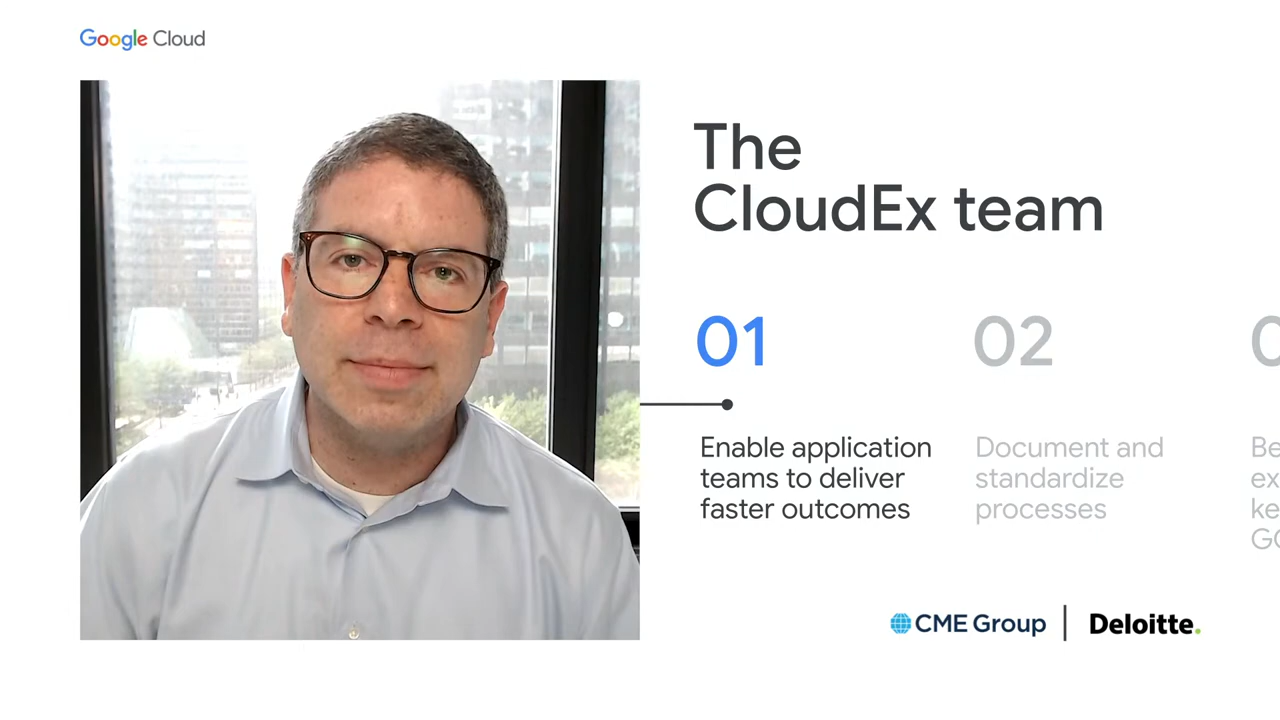 Google Cloud
The
CloudEx team
01
02
Enable application
teams to deliver
faster outcomes
Document and
standardize
processes
CME Group
Deloitte.